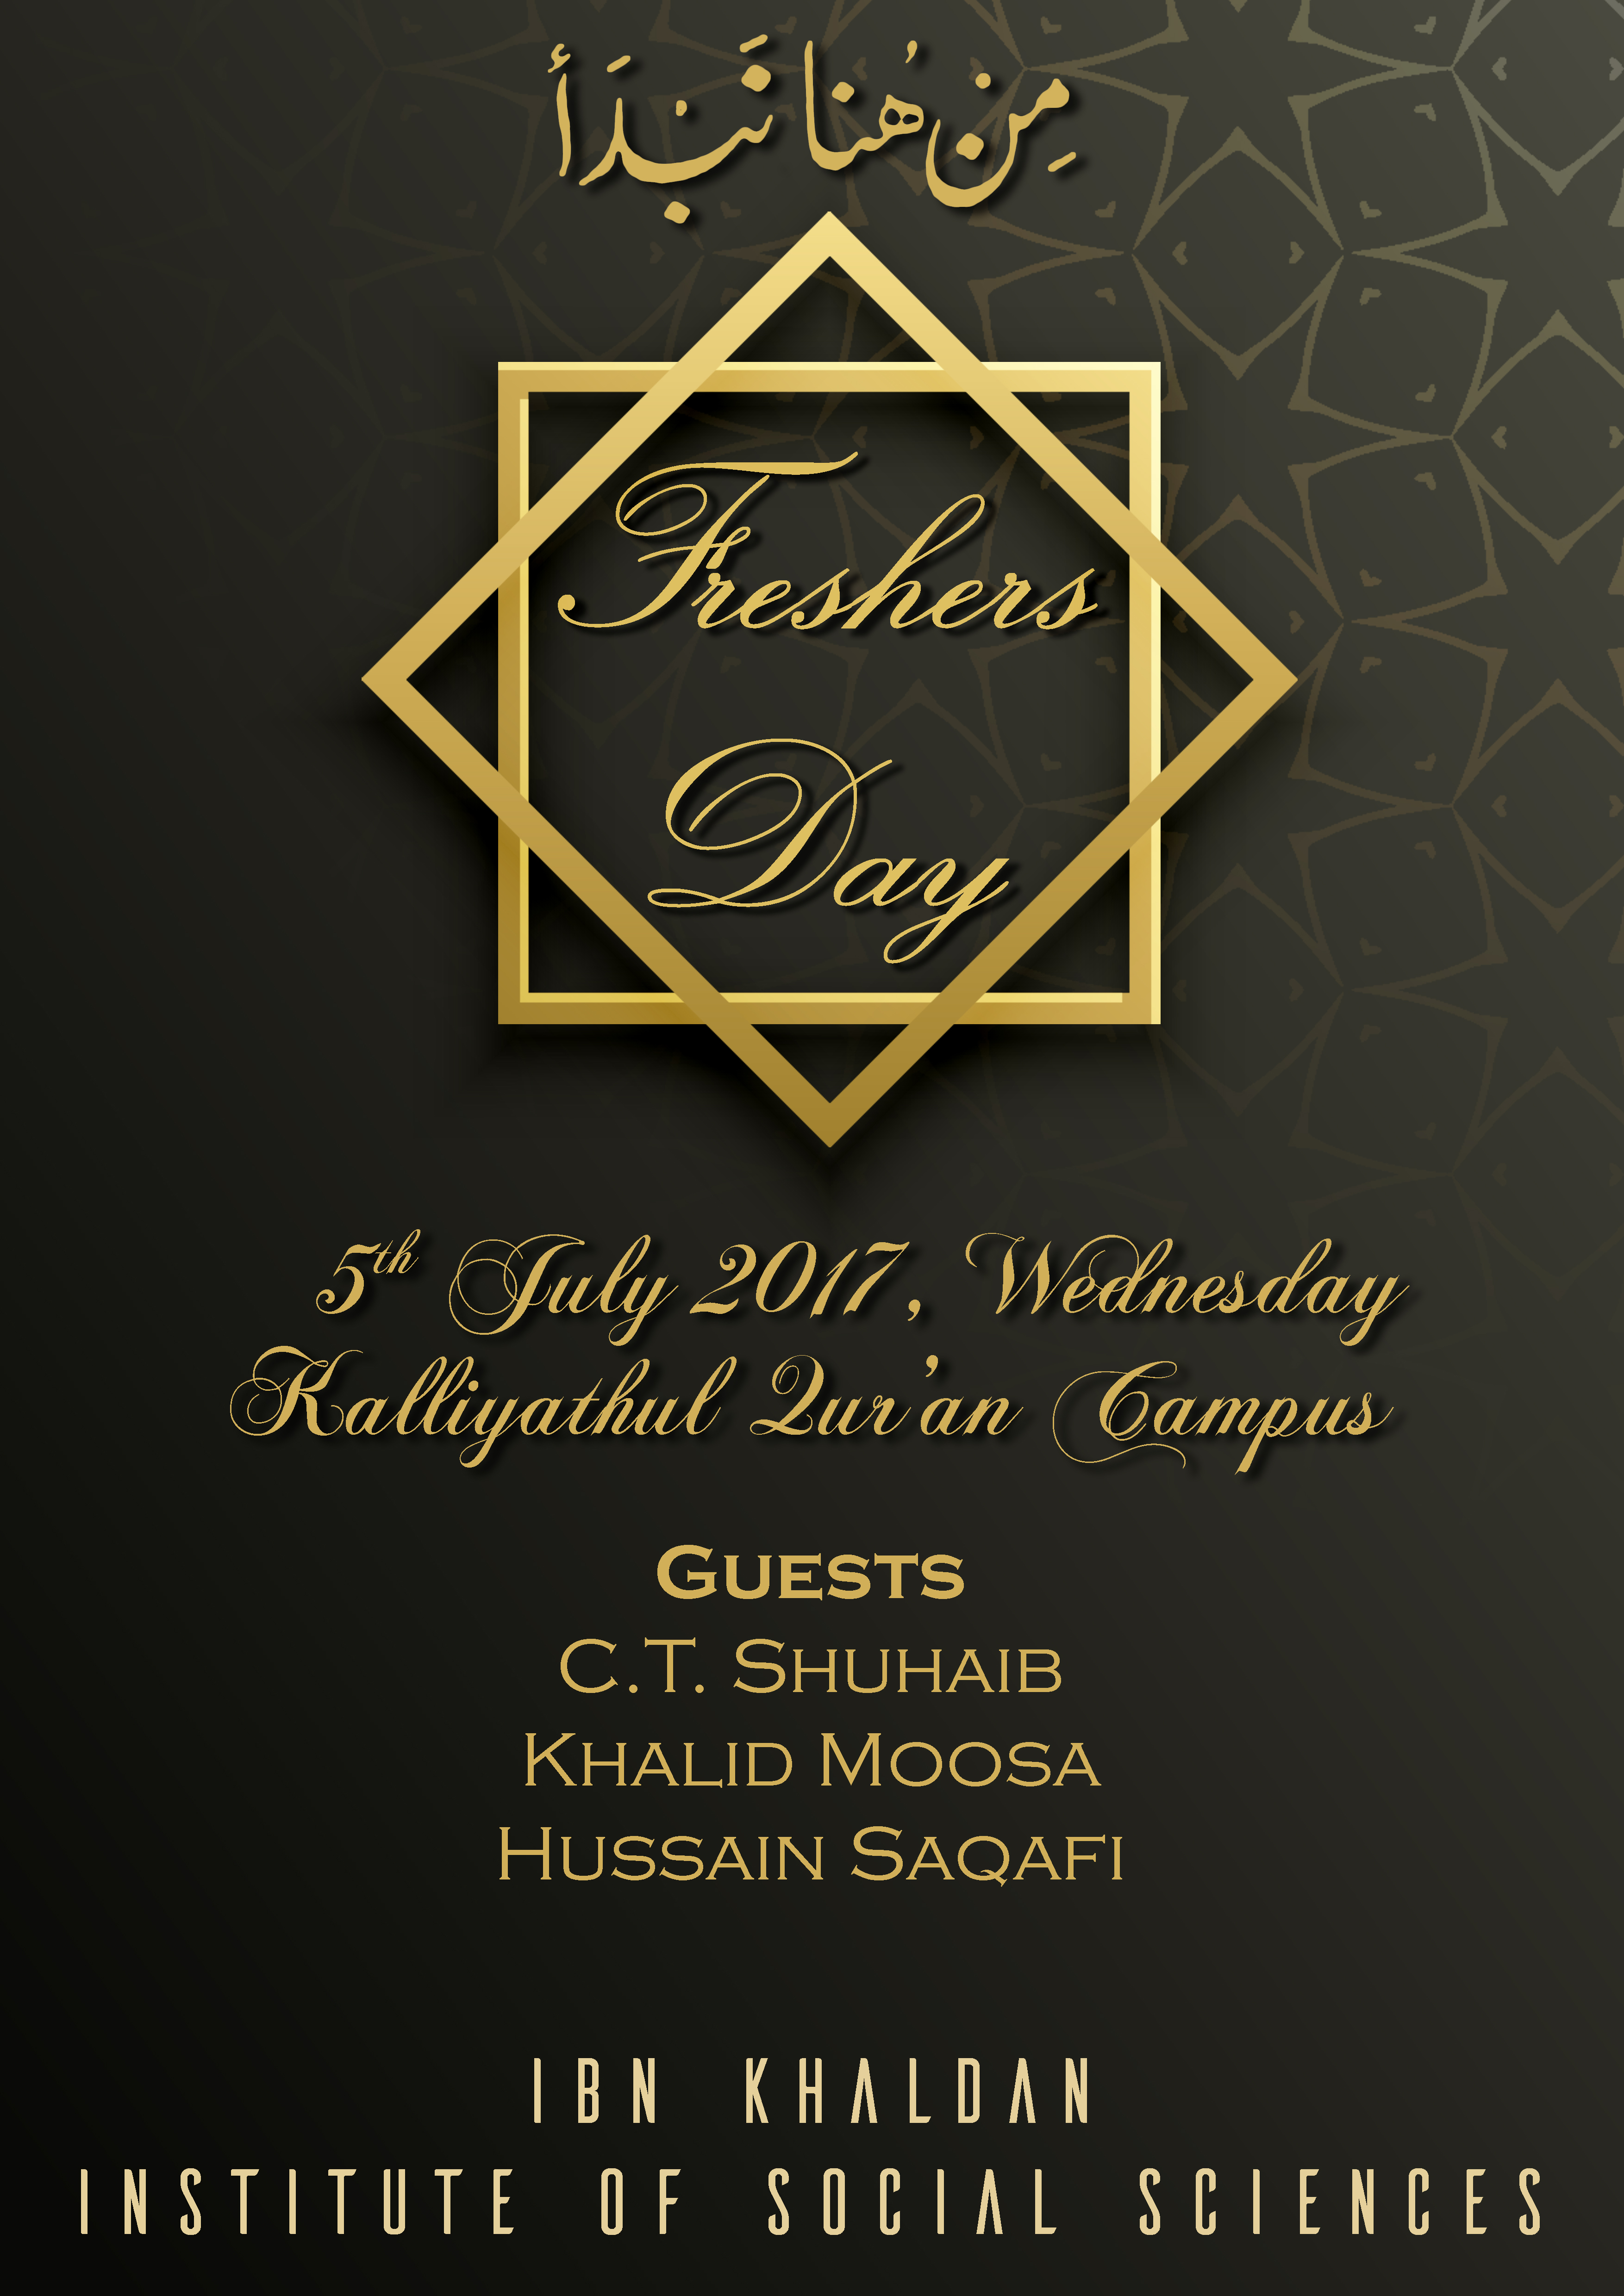 مِن هُنا نَبْدَأ
Freshers
Day
5th July 2017, Wednesday
Kalliyathul Qur'an Campus
GUESTS
C.T. SHUHAIB
KHALID MOOSA
HUSSAIN SAQAFI
IBN KHALDAN
INSTITUTE OF SOCIAL SCIENCES